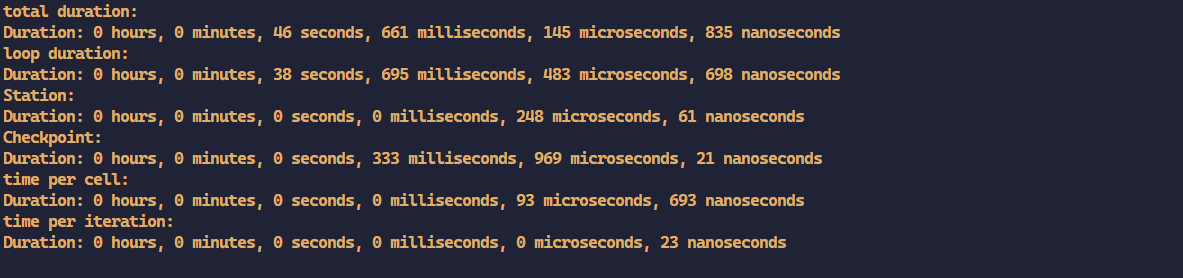 total duration:
Duration: 0 hours, 0 minutes, 46 seconds, 661 milliseconds, 145 microseconds, 835 nanoseconds
loop duration:
Duration: 0 hours, 0 minutes, 38 seconds, 695 milliseconds, 483 microseconds, 698 nanoseconds
Station:
Duration: 0 hours, 0 minutes, 0 seconds, 0 milliseconds, 248 microseconds, 61 nanoseconds
Checkpoint:
Duration: 0 hours, 0 minutes, 0 seconds, 333 milliseconds, 969 microseconds, 21 nanoseconds
time per cell:
Duration: 0 hours, 0 minutes, 0 seconds, 0 milliseconds, 93 microseconds, 693 nanoseconds
time per iteration:
Duration: 0 hours, 0 minutes, 0 seconds, 0 milliseconds, 0 microseconds, 23 nanoseconds